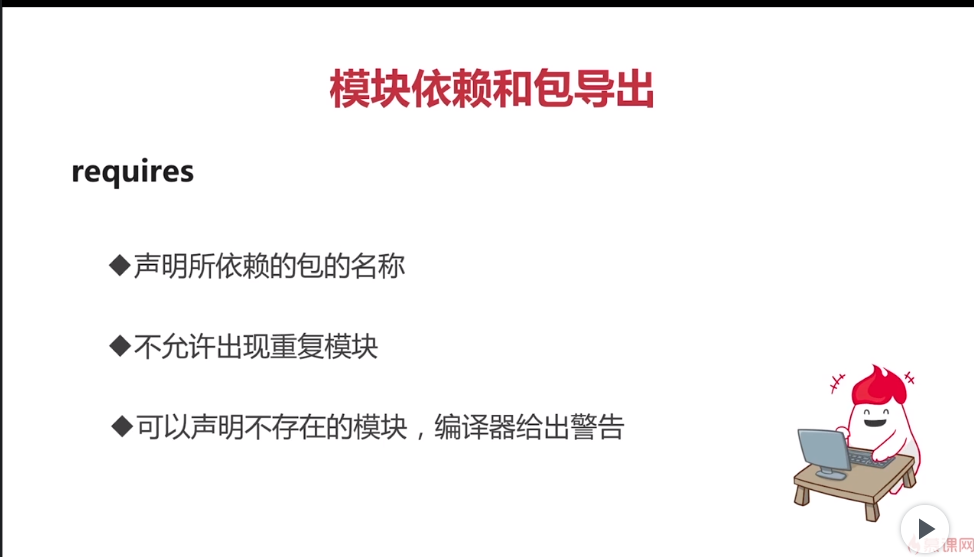 模块依赖和包导出
requires
◆声明所依赖的包的名称
◆不允许出现重复模块
◆可以声明不存在的模块，编译器给出警告
课网